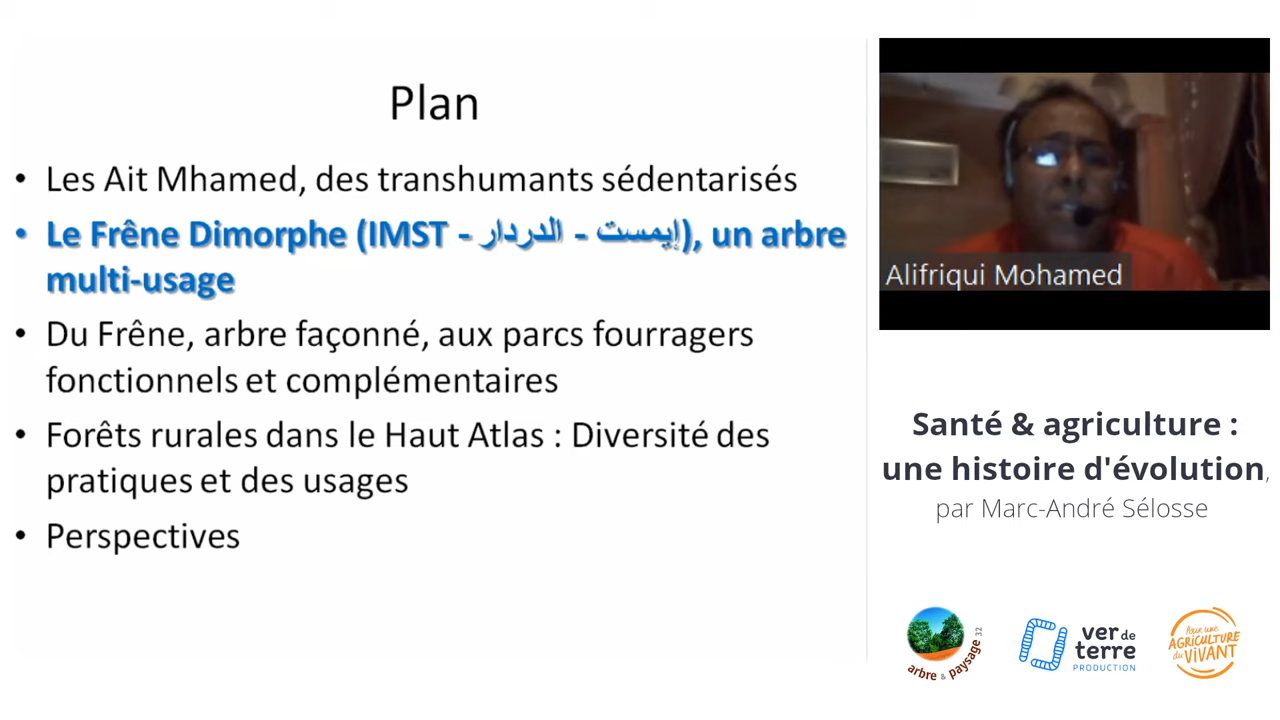 Plan
• Les Ait Mhamed, des transhumants sédentarisés
• Le Frêne Dimorphe (IMST - إيمست - الدردار), un arbre
multi-usage
• Du Frêne, arbre façonné, aux parcs fourragers
fonctionnels et complémentaires
• Forêts rurales dans le Haut Atlas : Diversité des
pratiques et des usages
• Perspectives
Alifriqui Mohamed
Santé & agriculture :
une histoire d'évolution,
par Marc-André Sélosse
arbre & paysage 32
ver de
terre
PRODUCTION
Pour une
AGRICULTURE
du ViVANT